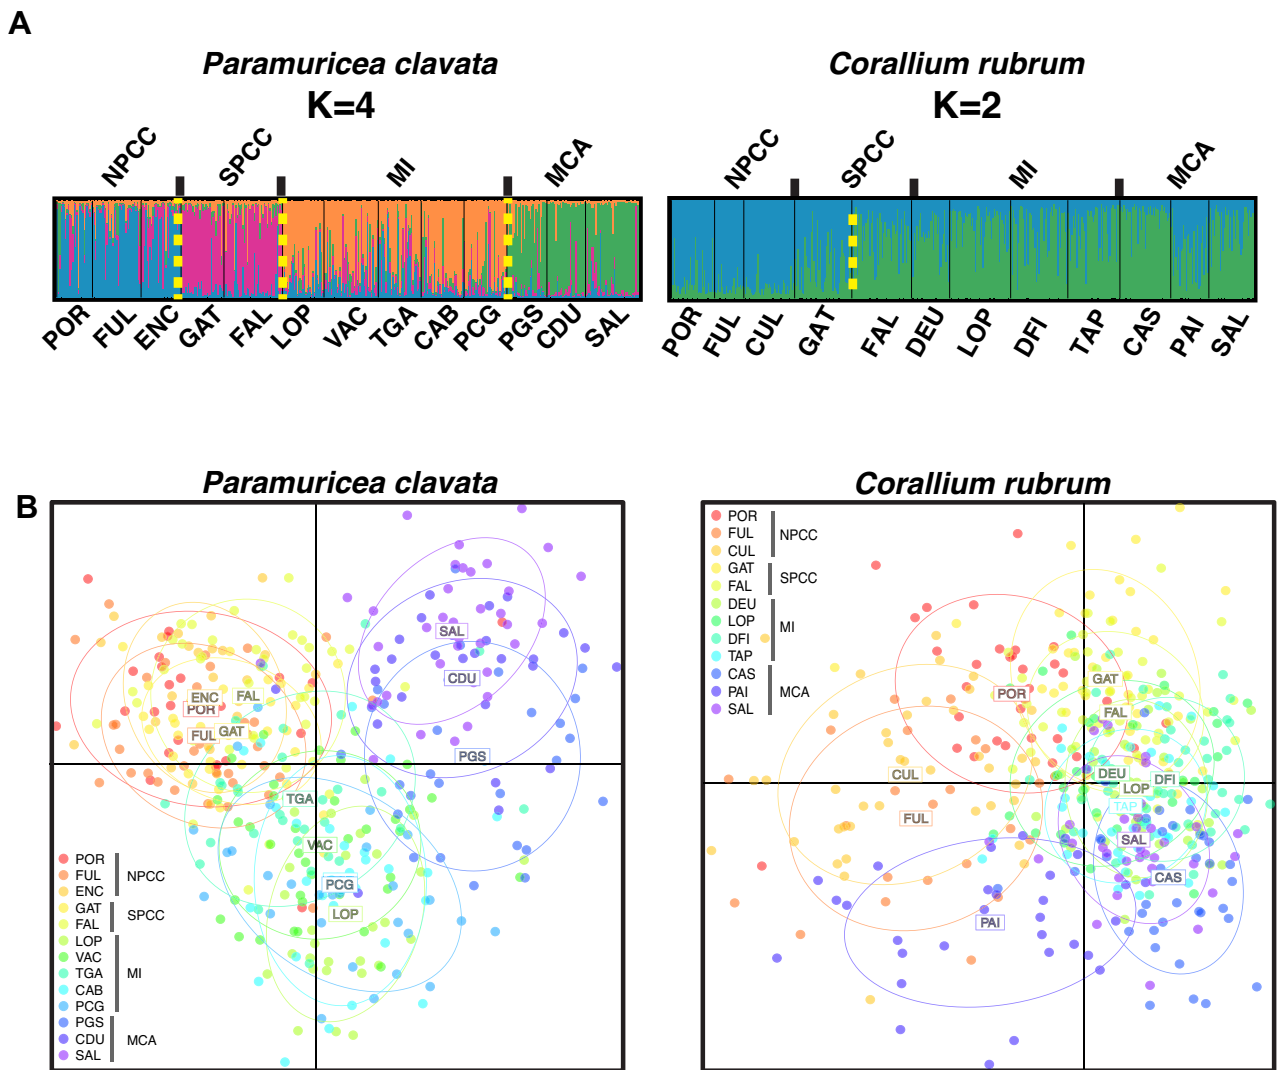 A
Paramuricea clavata
K=4
NPCC SPCC MI MCA
POR FUL ENC GAT FAL LOP VAC TGA CAB PCG PGS CDU SAL
Corallium rubrum
K=2
NPCC SPCC MI MCA
POR FUL CUL GAT FAL DEU LOP DFI TAP CAS PAI SAL
B
Paramuricea clavata
SAL
CDU
ENC FAL
POR
FUL GAT
PGS
TGA
VAC
PCG
LOP
POR
FUL NPCC
ENC
GAT
FAL SPCC
LOP
VAC
TGA MI
CAB
PCG
PGS
CDU MCA
SAL
Corallium rubrum
POR
FUL NPCC
CUL
GAT
FAL SPCC
DEU
LOP MI
DFI
TAP
CAS
PAI MCA
SAL
GAT
POR
FAL
CUL DEU DFI
LOP
TAP
FUL
SAL
CAS
PAI